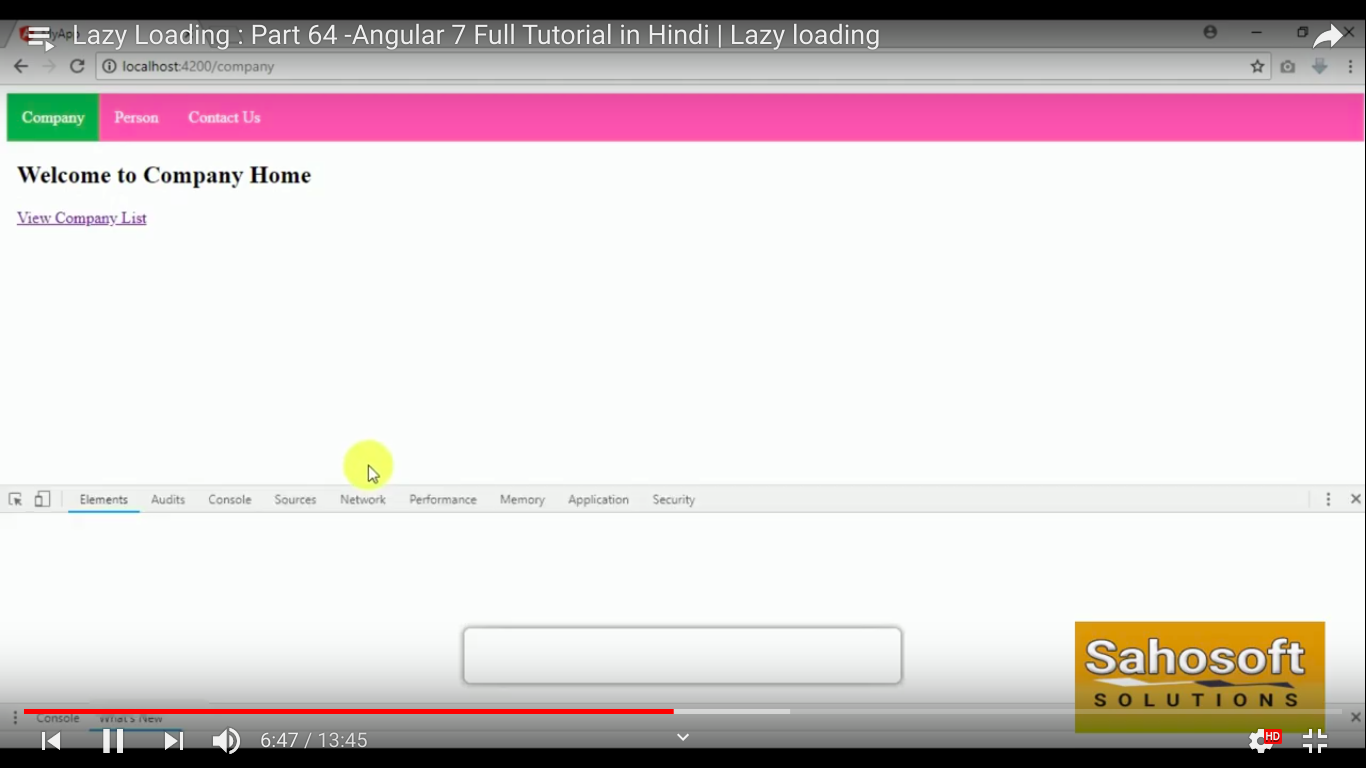 MyApp
Lazy Loading : Part 64 -Angular 7 Full Tutorial in Hindi | Lazy loading
localhost:4200/company
Company Person Contact Us
Welcome to Company Home
View Company List
Elements Audits Console Sources Network Performance Memory Application Security
Sahosoft
SOLUTIONS
Console What's New
6:47 / 13:45
HD